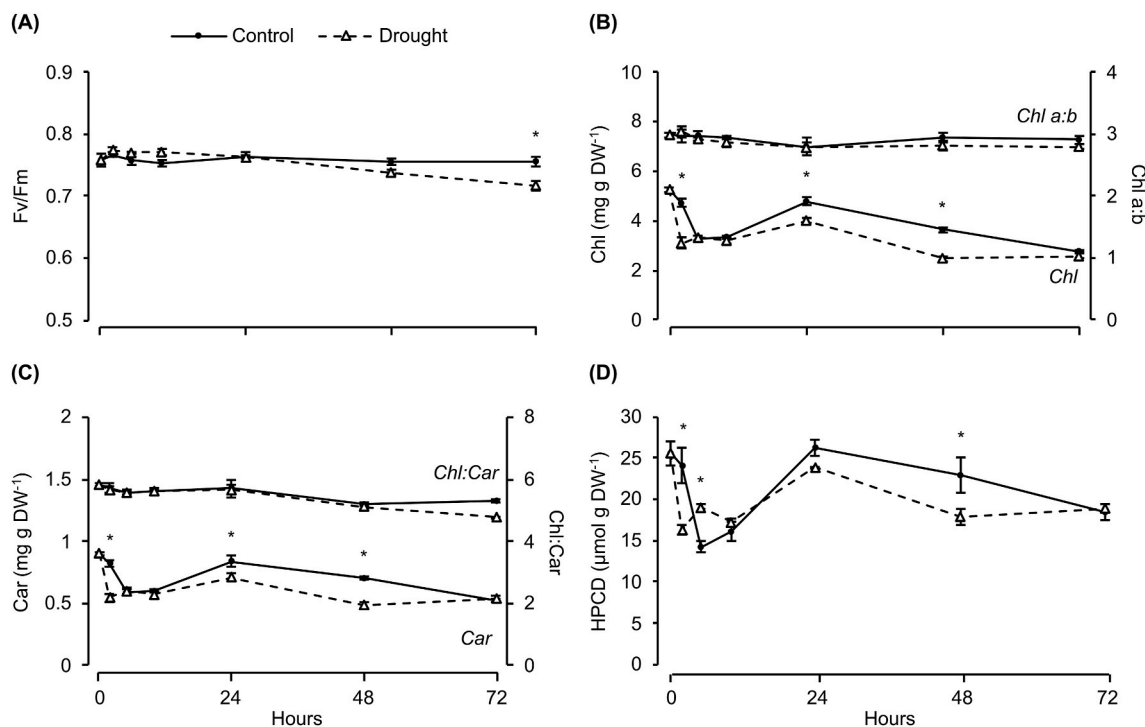 (A)
Control
Drought
0.9
0.8
0.7
0.6
0.5
Fv/Fm
*
(B)
10
8
6
4
2
0
Chl (mg g DW-1)
Chl a:b
Chl
* * *
4
3
2
1
0
Chl a:b
(C)
2
1.5
1
0.5
0
Car (mg g DW-1)
Chl:Car
Car
* * *
8
6
4
2
0
Chl:Car
0 24 48 72
Hours
(D)
30
25
20
15
10
5
0
HPCD (µmol g DW-1)
* * *
0 24 48 72
Hours